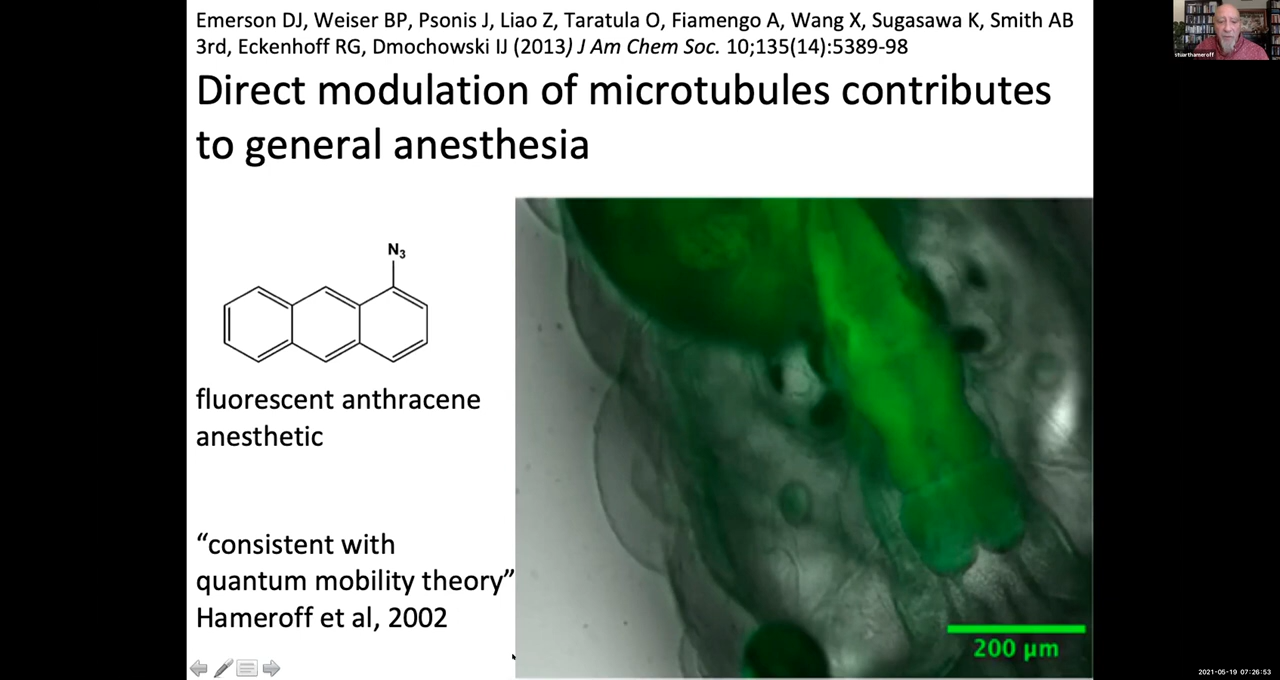 Emerson DJ, Weiser BP, Psonis J, Liao Z, Taratula O, Fiamengo A, Wang X, Sugasawa K, Smith AB
3rd, Eckenhoff RG, Dmochowski IJ (2013) J Am Chem Soc. 10;135(14):5389-98
Direct modulation of microtubules contributes
to general anesthesia
N3
fluorescent anthracene
anesthetic
“consistent with
quantum mobility theory”
Hameroff et al, 2002
200 µm
stuarthameroff
2021-05-19 07:26:53